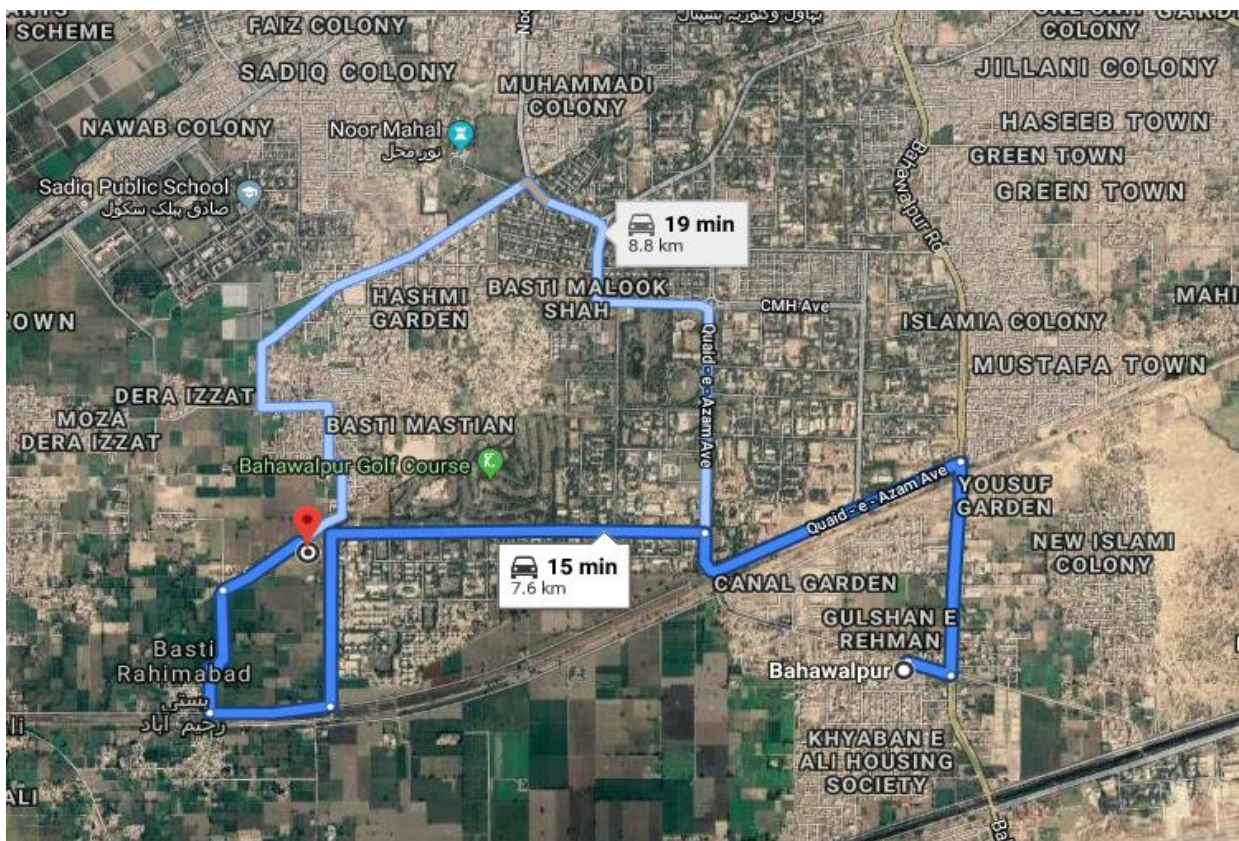 SCHEME
FAIZ COLONY
COLONY
SADIQ COLONY
MUHAMMADI
COLONY
JILLANI COLONY
NAWAB COLONY
Noor Mahal
نور محل
HASEEB TOWN
GREEN TOWN
Sadiq Public School
صادق پبلک سکول
GREEN TOWN
Bahawalpur Rd
19 min
8.8 km
HASHMI
GARDEN
BASTI MALOOK
SHAH
CMH Ave
MAHI
OWN
ISLAMIA COLONY
Quaid - e - Azam Ave
MUSTAFA TOWN
DERA IZZAT
MOZA
DERA IZZAT
BASTI MASTIAN
Bahawalpur Golf Course
Quaid - e - Azam Ave
YOUSUF
GARDEN
15 min
7.6 km
NEW ISLAMI
COLONY
CANAL GARDEN
GULSHAN E
REHMAN
Basti
Rahimabad
بستی
رحیم آباد
Bahawalpur
KHYABAN E
ALI HOUSING
SOCIETY
ALI